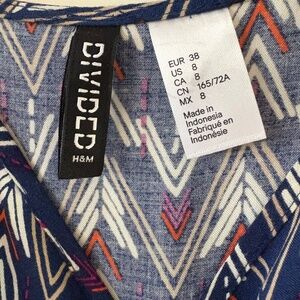 DIVIDED
H&M
EUR 38
US 8
CA 8
CN 165/72A
MX 8
Made in
Indonesia
Fabriqué en
Indonésie